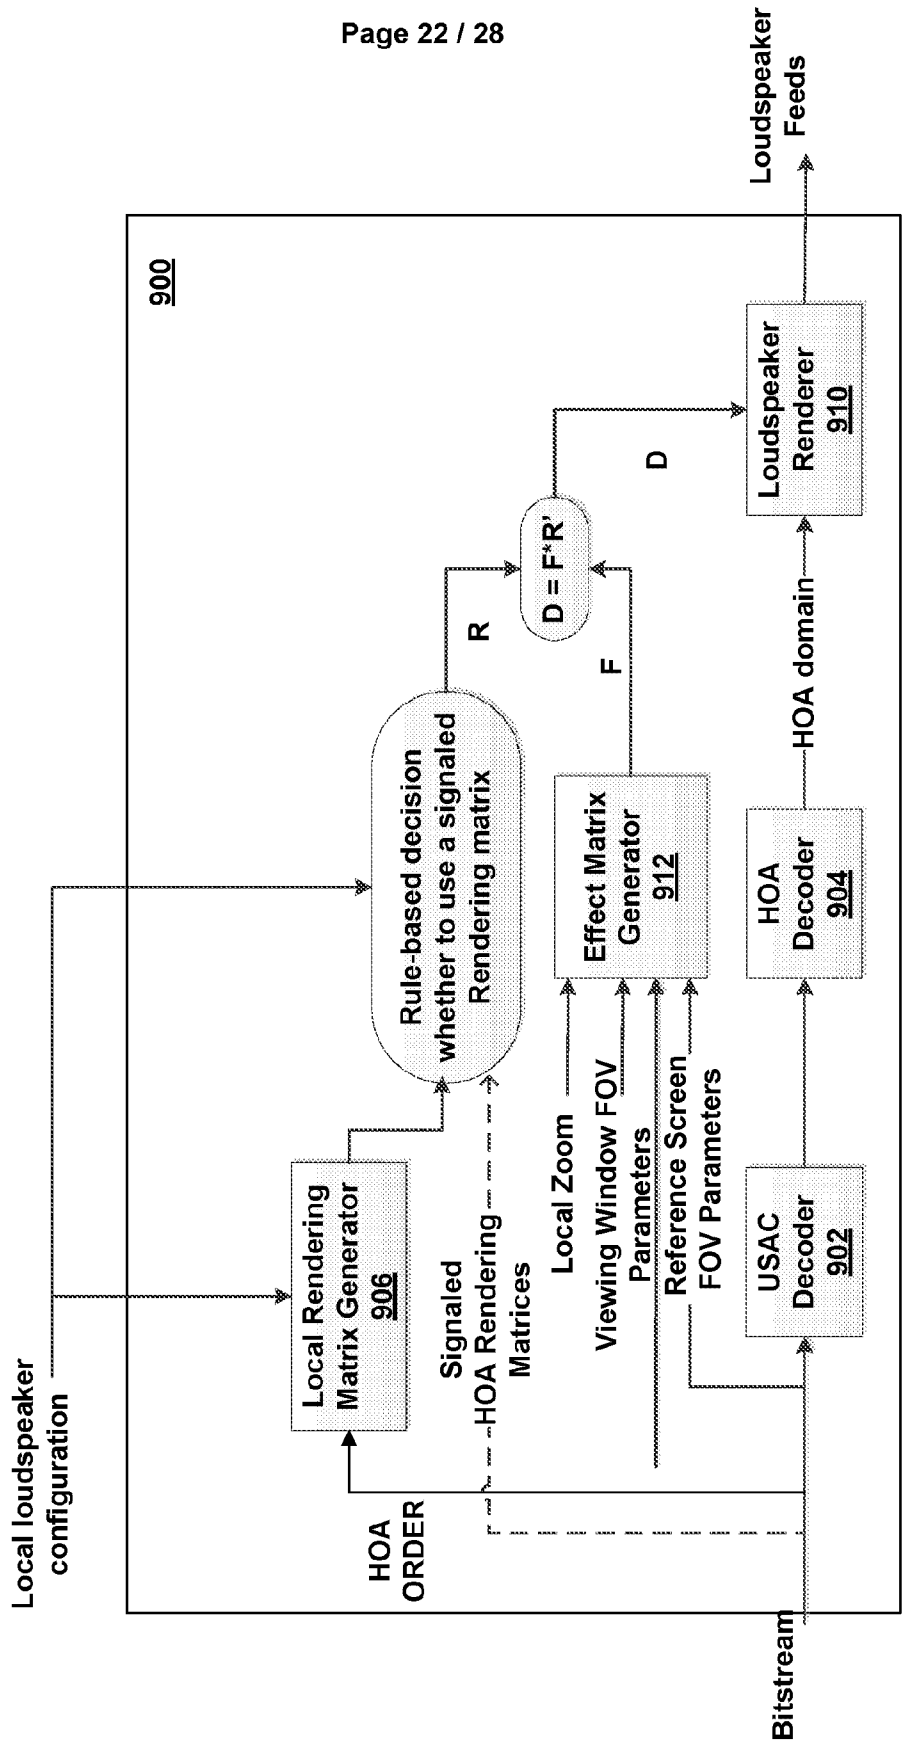 Page 22 / 28
Local loudspeaker
configuration
900
HOA
ORDER
Local Rendering
Matrix Generator
906
Signaled
HOA Rendering
Matrices
Rule-based decision
whether to use a signaled
Rendering matrix
R
D = F*R'
F
D
Local Zoom
Viewing Window FOV
Parameters
Reference Screen
FOV Parameters
Effect Matrix
Generator
912
Bitstream
USAC
Decoder
902
HOA
Decoder
904
HOA domain
Loudspeaker
Renderer
910
Loudspeaker
Feeds